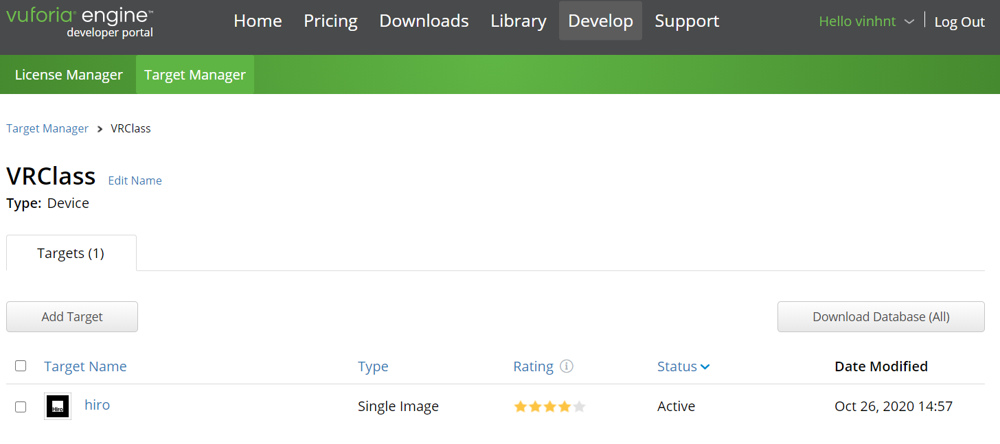 vuforia® engine™
developer portal
Home Pricing Downloads Library Develop Support
Hello vinhnt Log Out
License Manager Target Manager
Target Manager > VRClass
VRClass Edit Name
Type: Device
Targets (1)
Add Target Download Database (All)
Target Name Type Rating Status Date Modified
Hiro hiro Single Image Active Oct 26, 2020 14:57